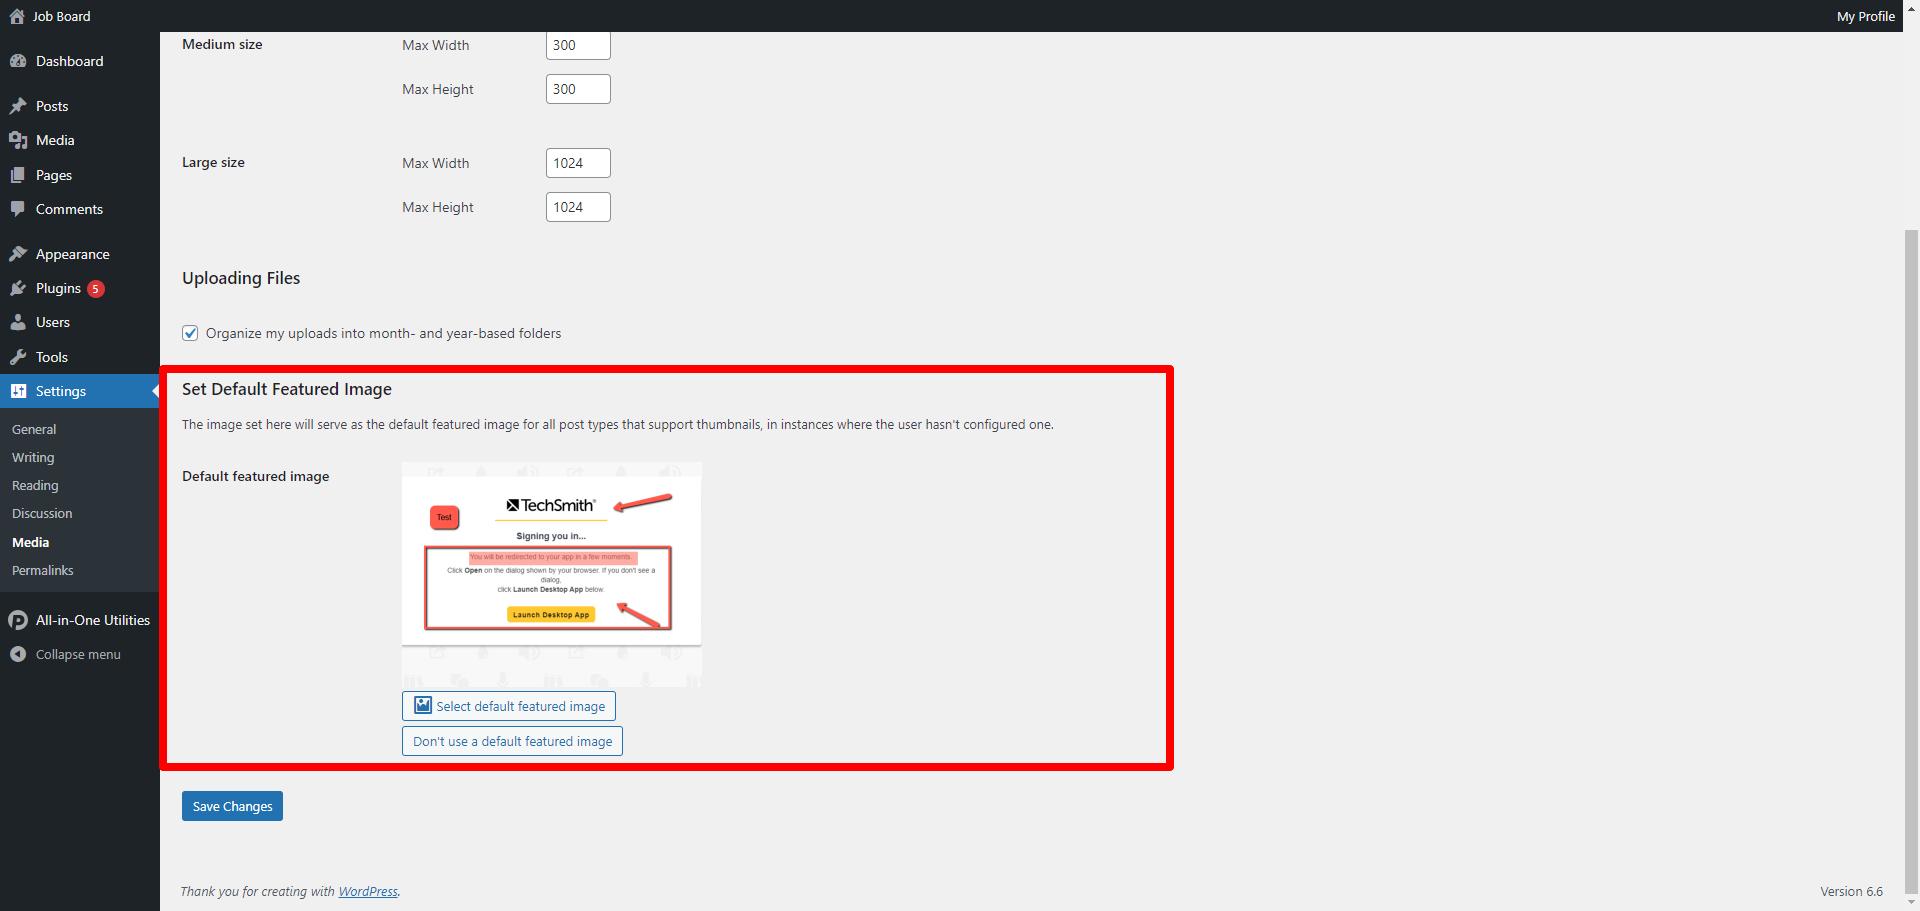 Job Board
My Profile
Dashboard
Posts
Media
Pages
Comments
Appearance
Plugins 5
Users
Tools
Settings
General
Writing
Reading
Discussion
Media
Permalinks
All-in-One Utilities
Collapse menu
Medium size
Max Width 300
Max Height 300
Large size
Max Width 1024
Max Height 1024
Uploading Files
Organize my uploads into month- and year-based folders
Set Default Featured Image
The image set here will serve as the default featured image for all post types that support thumbnails, in instances where the user hasn't configured one.
Default featured image
TechSmith®
Test
Signing you in...
You will be redirected to your app in a few moments.
Click Open on the dialog shown by your browser. If you don't see a
dialog,
click Launch Desktop App below.
Launch Desktop App
Select default featured image
Don't use a default featured image
Save Changes
Thank you for creating with WordPress.
Version 6.6